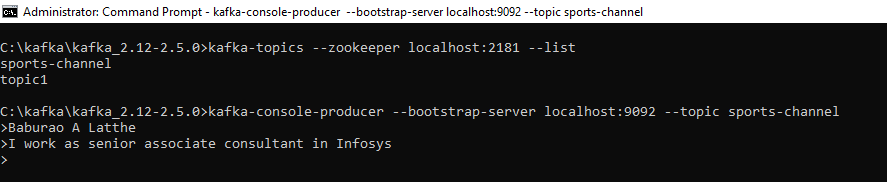 Administrator: Command Prompt - kafka-console-producer --bootstrap-server localhost:9092 --topic sports-channel
C:\kafka\kafka_2.12-2.5.0>kafka-topics --zookeeper localhost:2181 --list
sports-channel
topic1
C:\kafka\kafka_2.12-2.5.0>kafka-console-producer --bootstrap-server localhost:9092 --topic sports-channel
>Baburao A Latthe
>I work as senior associate consultant in Infosys
>